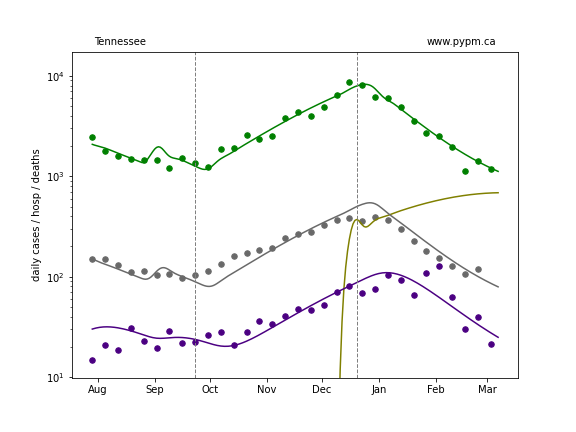 Tennessee
www.pypm.ca
daily cases / hosp / deaths
10⁴
10³
10²
10¹
Aug Sep Oct Nov Dec Jan Feb Mar